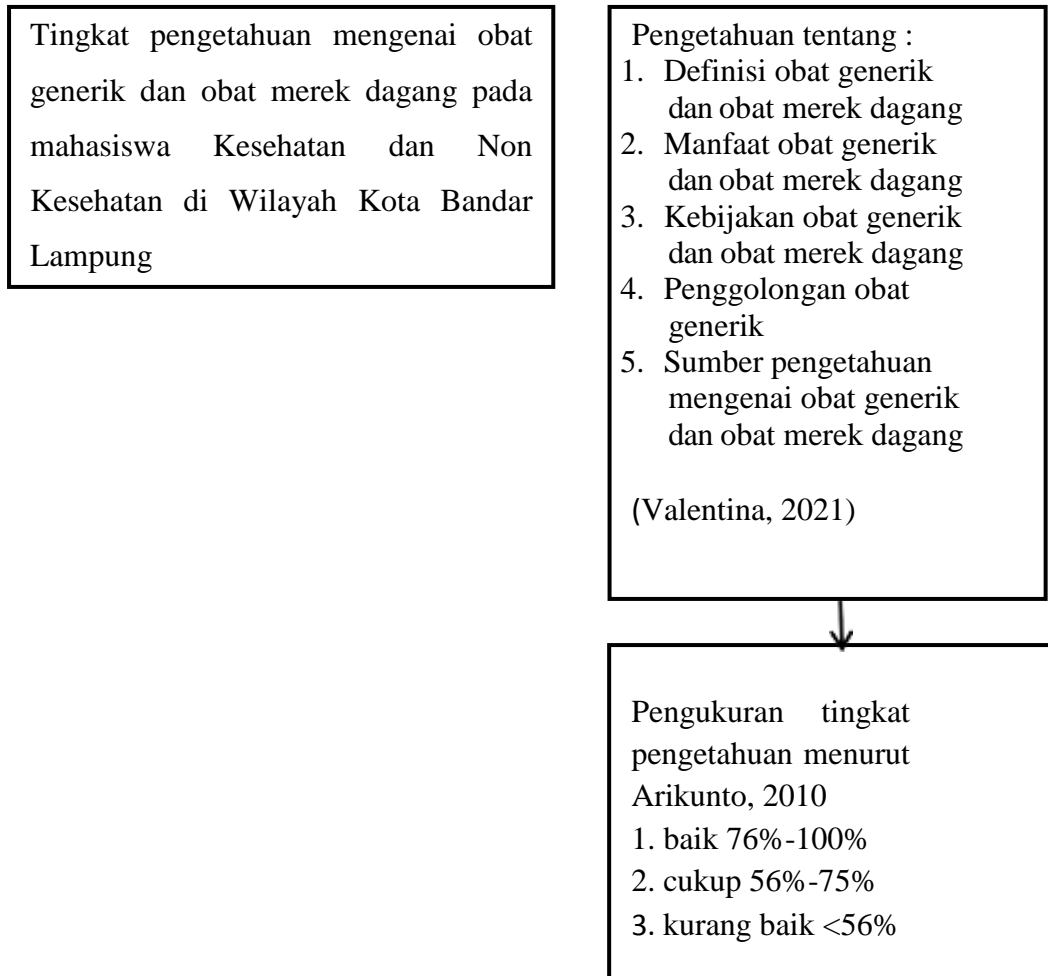 Tingkat pengetahuan mengenai obat
generik dan obat merek dagang pada
mahasiswa Kesehatan dan Non
Kesehatan di Wilayah Kota Bandar
Lampung
Pengetahuan tentang :
1. Definisi obat generik
dan obat merek dagang
2. Manfaat obat generik
dan obat merek dagang
3. Kebijakan obat generik
dan obat merek dagang
4. Penggolongan obat
generik
5. Sumber pengetahuan
mengenai obat generik
dan obat merek dagang
(Valentina, 2021)
Pengukuran tingkat
pengetahuan menurut
Arikunto, 2010
1. baik 76%-100%
2. cukup 56%-75%
3. kurang baik <56%